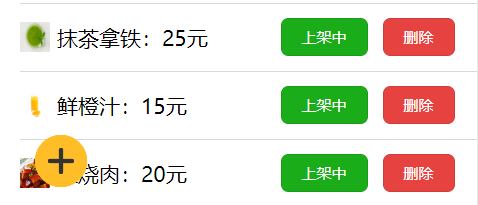 抹茶拿铁：25元 上架中 删除
鲜橙汁：15元 上架中 删除
烧肉：20元 上架中 删除